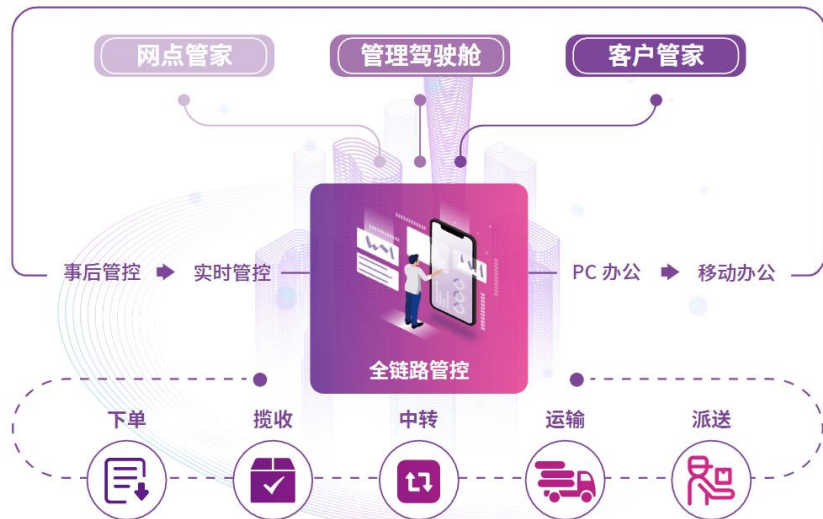 网点管家
管理驾驶舱
客户管家
事后管控
实时管控
PC 办公
移动办公
全链路管控
下单
揽收
中转
运输
派送